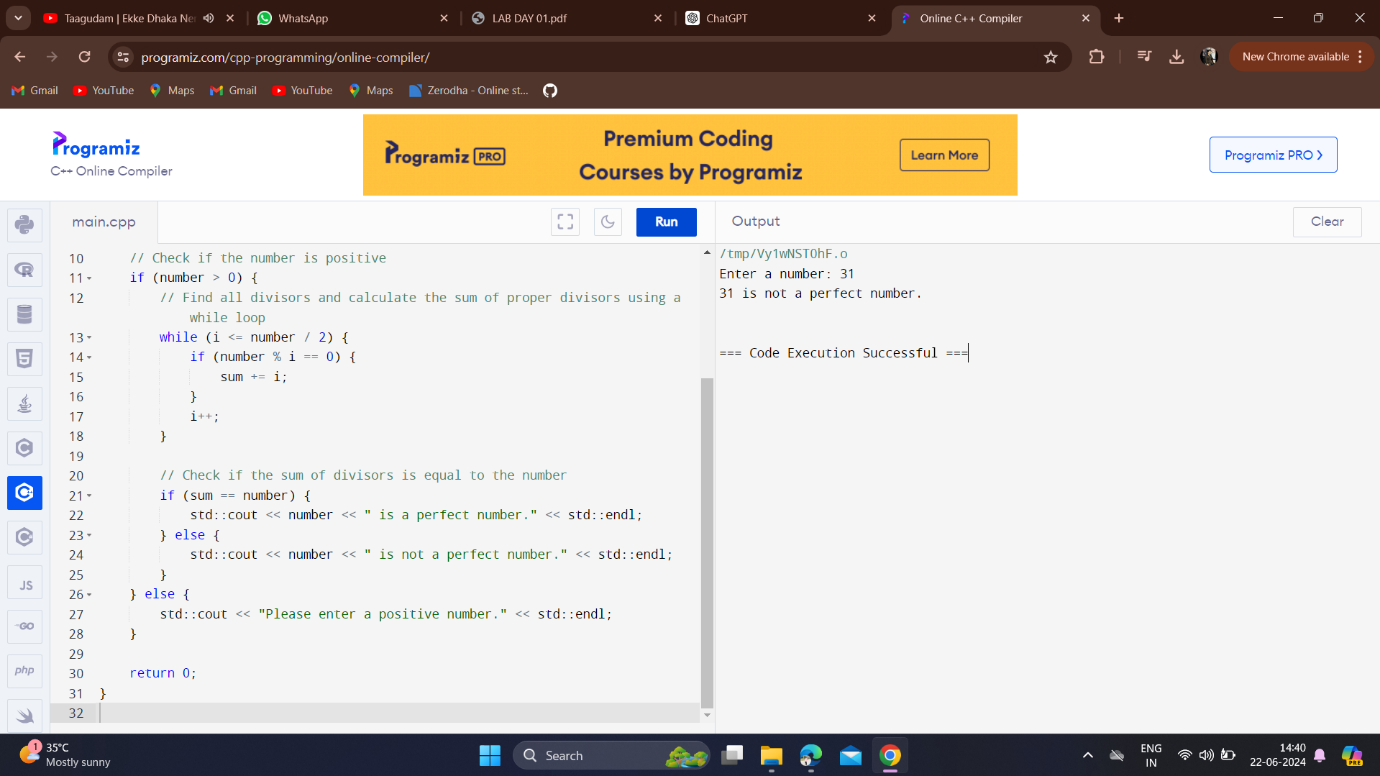 Taagudam | Ekke Dhaka Ne
WhatsApp
LAB DAY 01.pdf
ChatGPT
Online C++ Compiler
programiz.com/cpp-programming/online-compiler/
New Chrome available
Gmail
YouTube
Maps
Gmail
YouTube
Maps
Zerodha - Online st...
Programiz
C++ Online Compiler
Programiz PRO
Premium Coding
Courses by Programiz
Learn More
Programiz PRO
main.cpp
Run
Output
Clear
10 // Check if the number is positive
11 if (number > 0) {
12 // Find all divisors and calculate the sum of proper divisors using a
while loop
13 while (i <= number / 2) {
14 if (number % i == 0) {
15 sum += i;
16 }
17 i++;
18 }
19
20 // Check if the sum of divisors is equal to the number
21 if (sum == number) {
22 std::cout << number << " is a perfect number." << std::endl;
23 } else {
24 std::cout << number << " is not a perfect number." << std::endl;
25 }
26 } else {
27 std::cout << "Please enter a positive number." << std::endl;
28 }
29
30 return 0;
31 }
32
/tmp/Vy1wNSTOhF.o
Enter a number: 31
31 is not a perfect number.
=== Code Execution Successful ===
JS
GO
php
1
35°C
Mostly sunny
Search
ENG
IN
14:40
22-06-2024
PRE